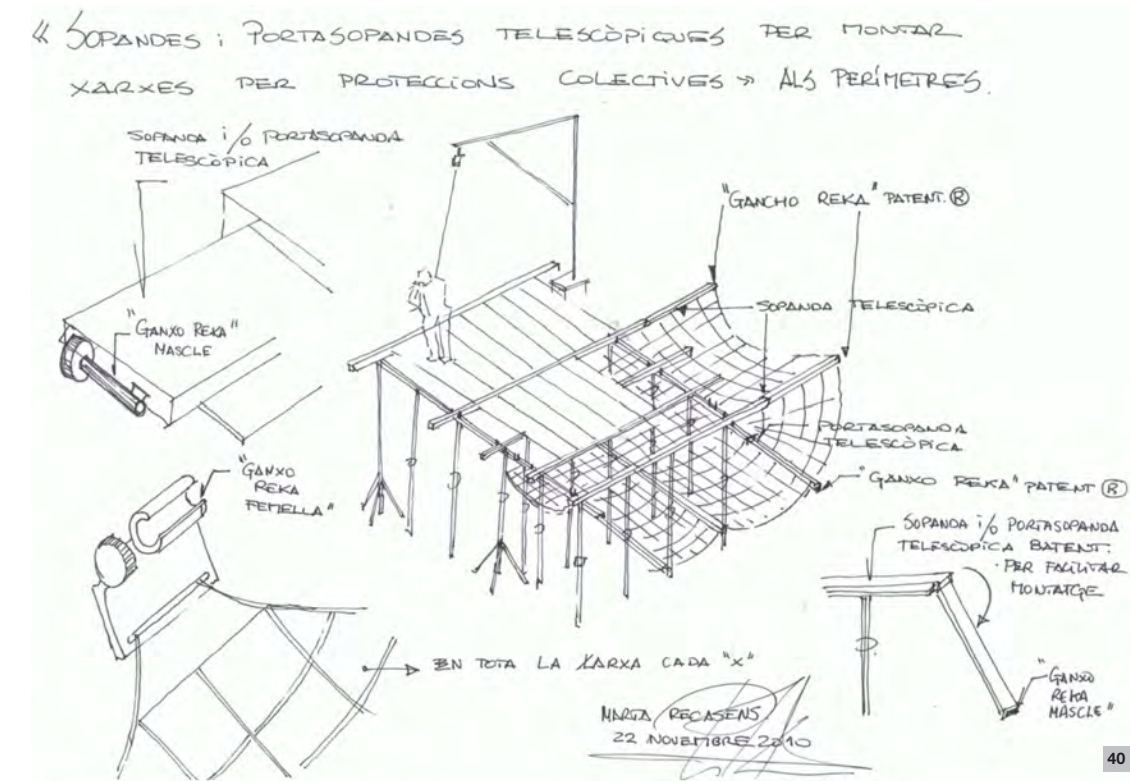 « SOPANDES i PORTASOPANDES TELESCÒPIQUES PER MONTAR
XARXES PER PROTECCIONS COLECTIVES » ALS PERÍMETRES.
SOPANDA i/o PORTASOPANDA
TELESCÒPICA
"GANCHO REKA" PATENT. ®
SOPANDA TELESCÒPICA
"GANXO REKA"
MASCLE
PORTASOPANDA
TELESCÒPICA
"GANXO REKA" PATENT ®
"GANXO
REKA
FEMELLA"
SOPANDA i/o PORTASOPANDA
TELESCÒPICA BATENT.
· PER FACILITAR
MONTATGE
EN TOTA LA XARXA CADA "X"
"GANXO
REKA
MASCLE"
MARTA RECASENS.
22 NOVEMBRE 2010
40